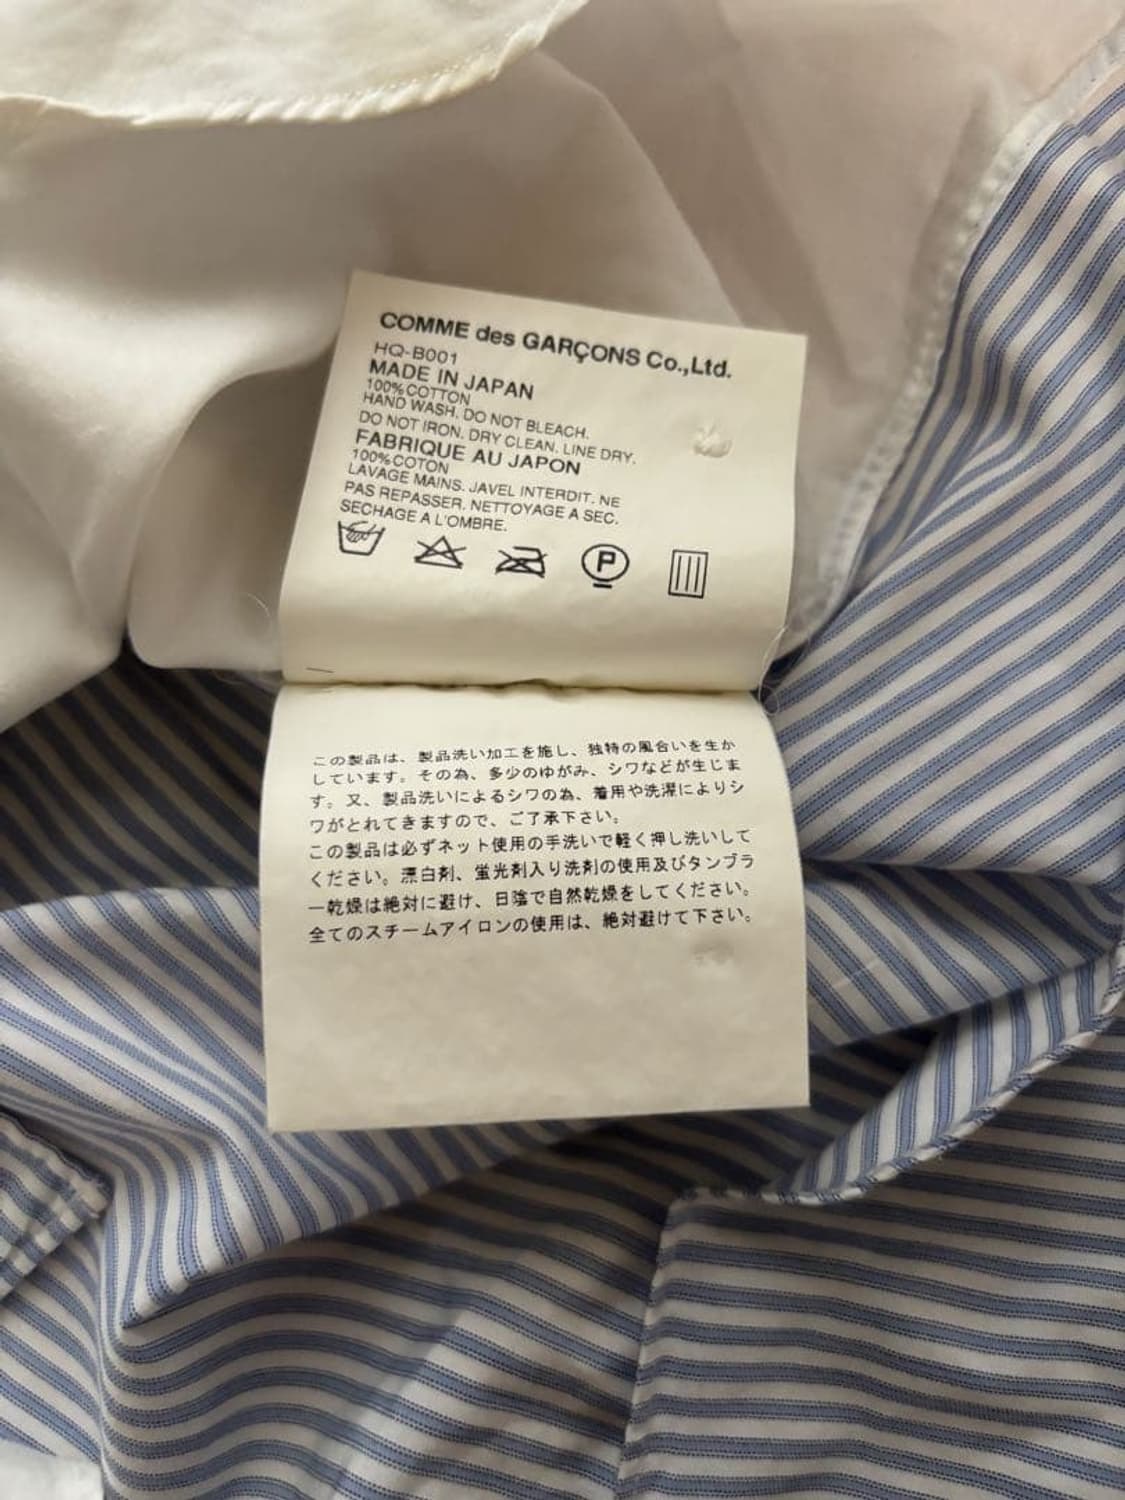 COMME des GARÇONS Co.,Ltd.
HQ-B001
MADE IN JAPAN
100%COTTON
HAND WASH. DO NOT BLEACH.
DO NOT IRON. DRY CLEAN. LINE DRY.
FABRIQUE AU JAPON
100%COTON
LAVAGE MAINS. JAVEL INTERDIT. NE
PAS REPASSER. NETTOYAGE A SEC.
SECHAGE A L'OMBRE.
P
この製品は、製品洗い加工を施し、独特の風合いを生か
しています。その為、多少のゆがみ、シワなどが生じま
す。又、製品洗いによるシワの為、着用や洗濯によりシ
ワがとれてきますので、ご了承下さい。
この製品は必ずネット使用の手洗いで軽く押し洗いして
ください。漂白剤、蛍光剤入り洗剤の使用及びタンブラ
ー乾燥は絶対に避け、日陰で自然乾燥をしてください。
全てのスチームアイロンの使用は、絶対避けて下さい。